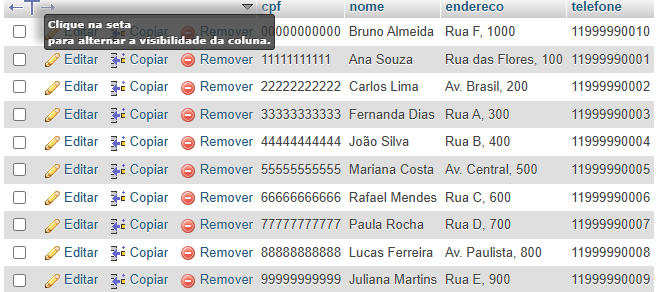 cpf nome endereco telefone
Clique na seta
para alternar a visibilidade da coluna.
00000000000 Bruno Almeida Rua F, 1000 11999990010
Editar Copiar Remover 11111111111 Ana Souza Rua das Flores, 100 11999990001
Editar Copiar Remover 22222222222 Carlos Lima Av. Brasil, 200 11999990002
Editar Copiar Remover 33333333333 Fernanda Dias Rua A, 300 11999990003
Editar Copiar Remover 44444444444 João Silva Rua B, 400 11999990004
Editar Copiar Remover 55555555555 Mariana Costa Av. Central, 500 11999990005
Editar Copiar Remover 66666666666 Rafael Mendes Rua C, 600 11999990006
Editar Copiar Remover 77777777777 Paula Rocha Rua D, 700 11999990007
Editar Copiar Remover 88888888888 Lucas Ferreira Av. Paulista, 800 11999990008
Editar Copiar Remover 99999999999 Juliana Martins Rua E, 900 11999990009